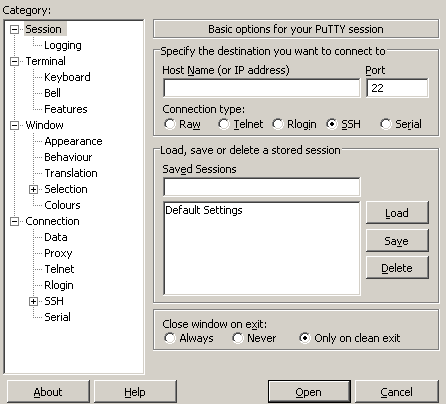 Category:
Session
Logging
Terminal
Keyboard
Bell
Features
Window
Appearance
Behaviour
Translation
Selection
Colours
Connection
Data
Proxy
Telnet
Rlogin
SSH
Serial
Basic options for your PuTTY session
Specify the destination you want to connect to
Host Name (or IP address) Port
22
Connection type:
Raw Telnet Rlogin SSH Serial
Load, save or delete a stored session
Saved Sessions
Default Settings
Load
Save
Delete
Close window on exit:
Always Never Only on clean exit
About Help Open Cancel